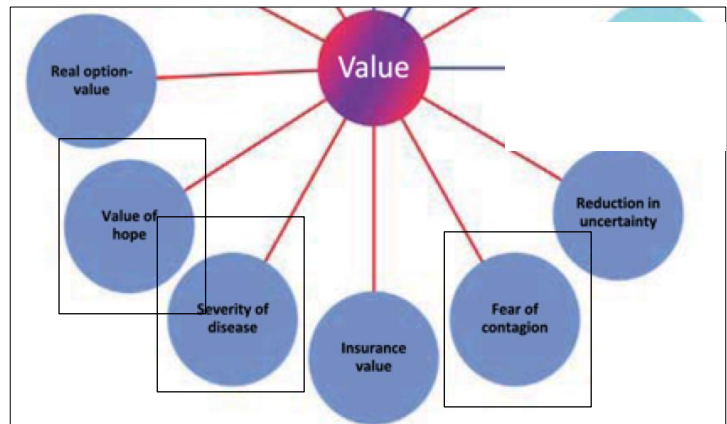 Value
Real option-
value
Value of
hope
Severity of
disease
Insurance
value
Fear of
contagion
Reduction in
uncertainty